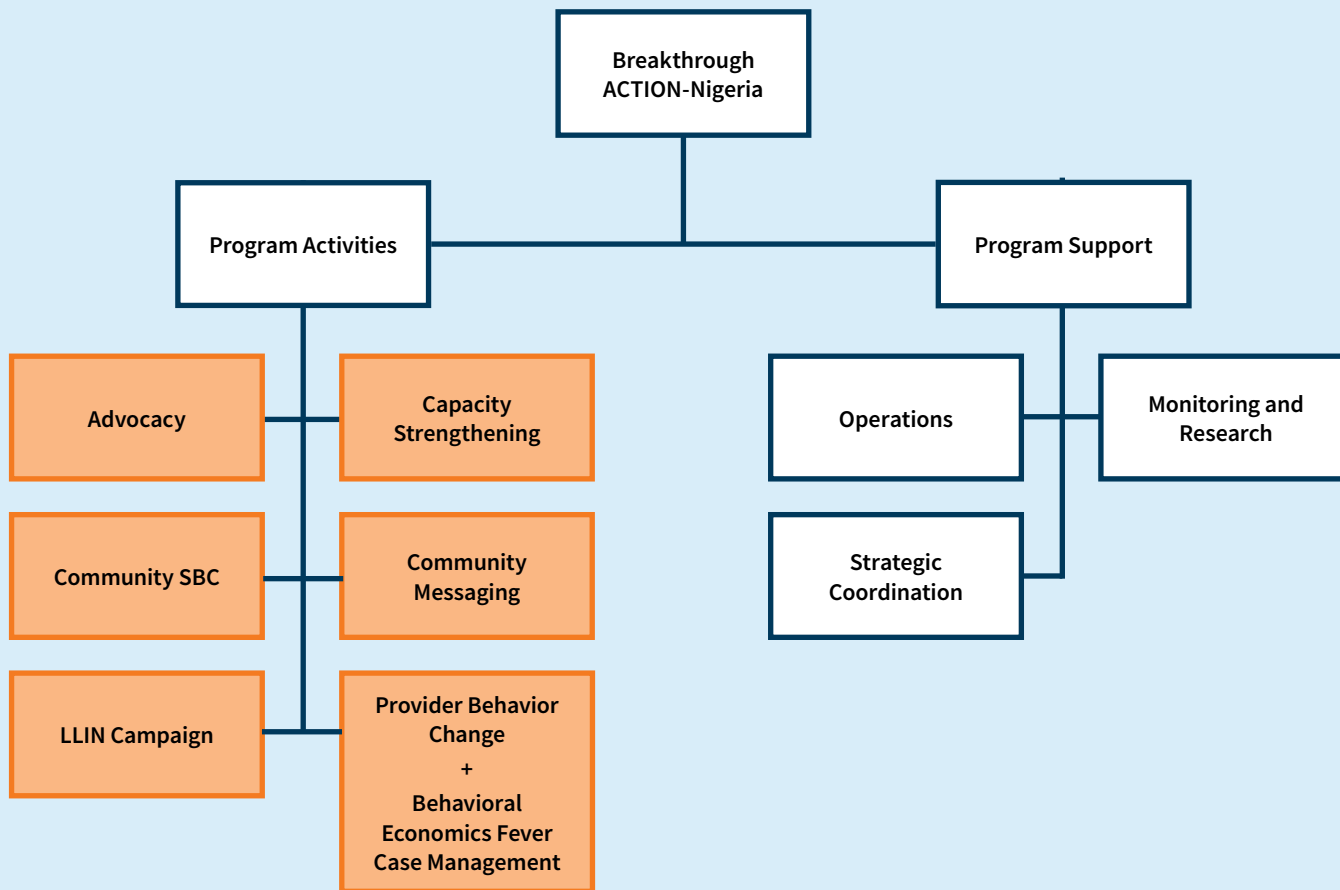 Breakthrough
ACTION-Nigeria
Program Activities
Program Support
Advocacy
Capacity
Strengthening
Operations
Monitoring and
Research
Community SBC
Community
Messaging
Strategic
Coordination
LLIN Campaign
Provider Behavior
Change
+
Behavioral
Economics Fever
Case Management